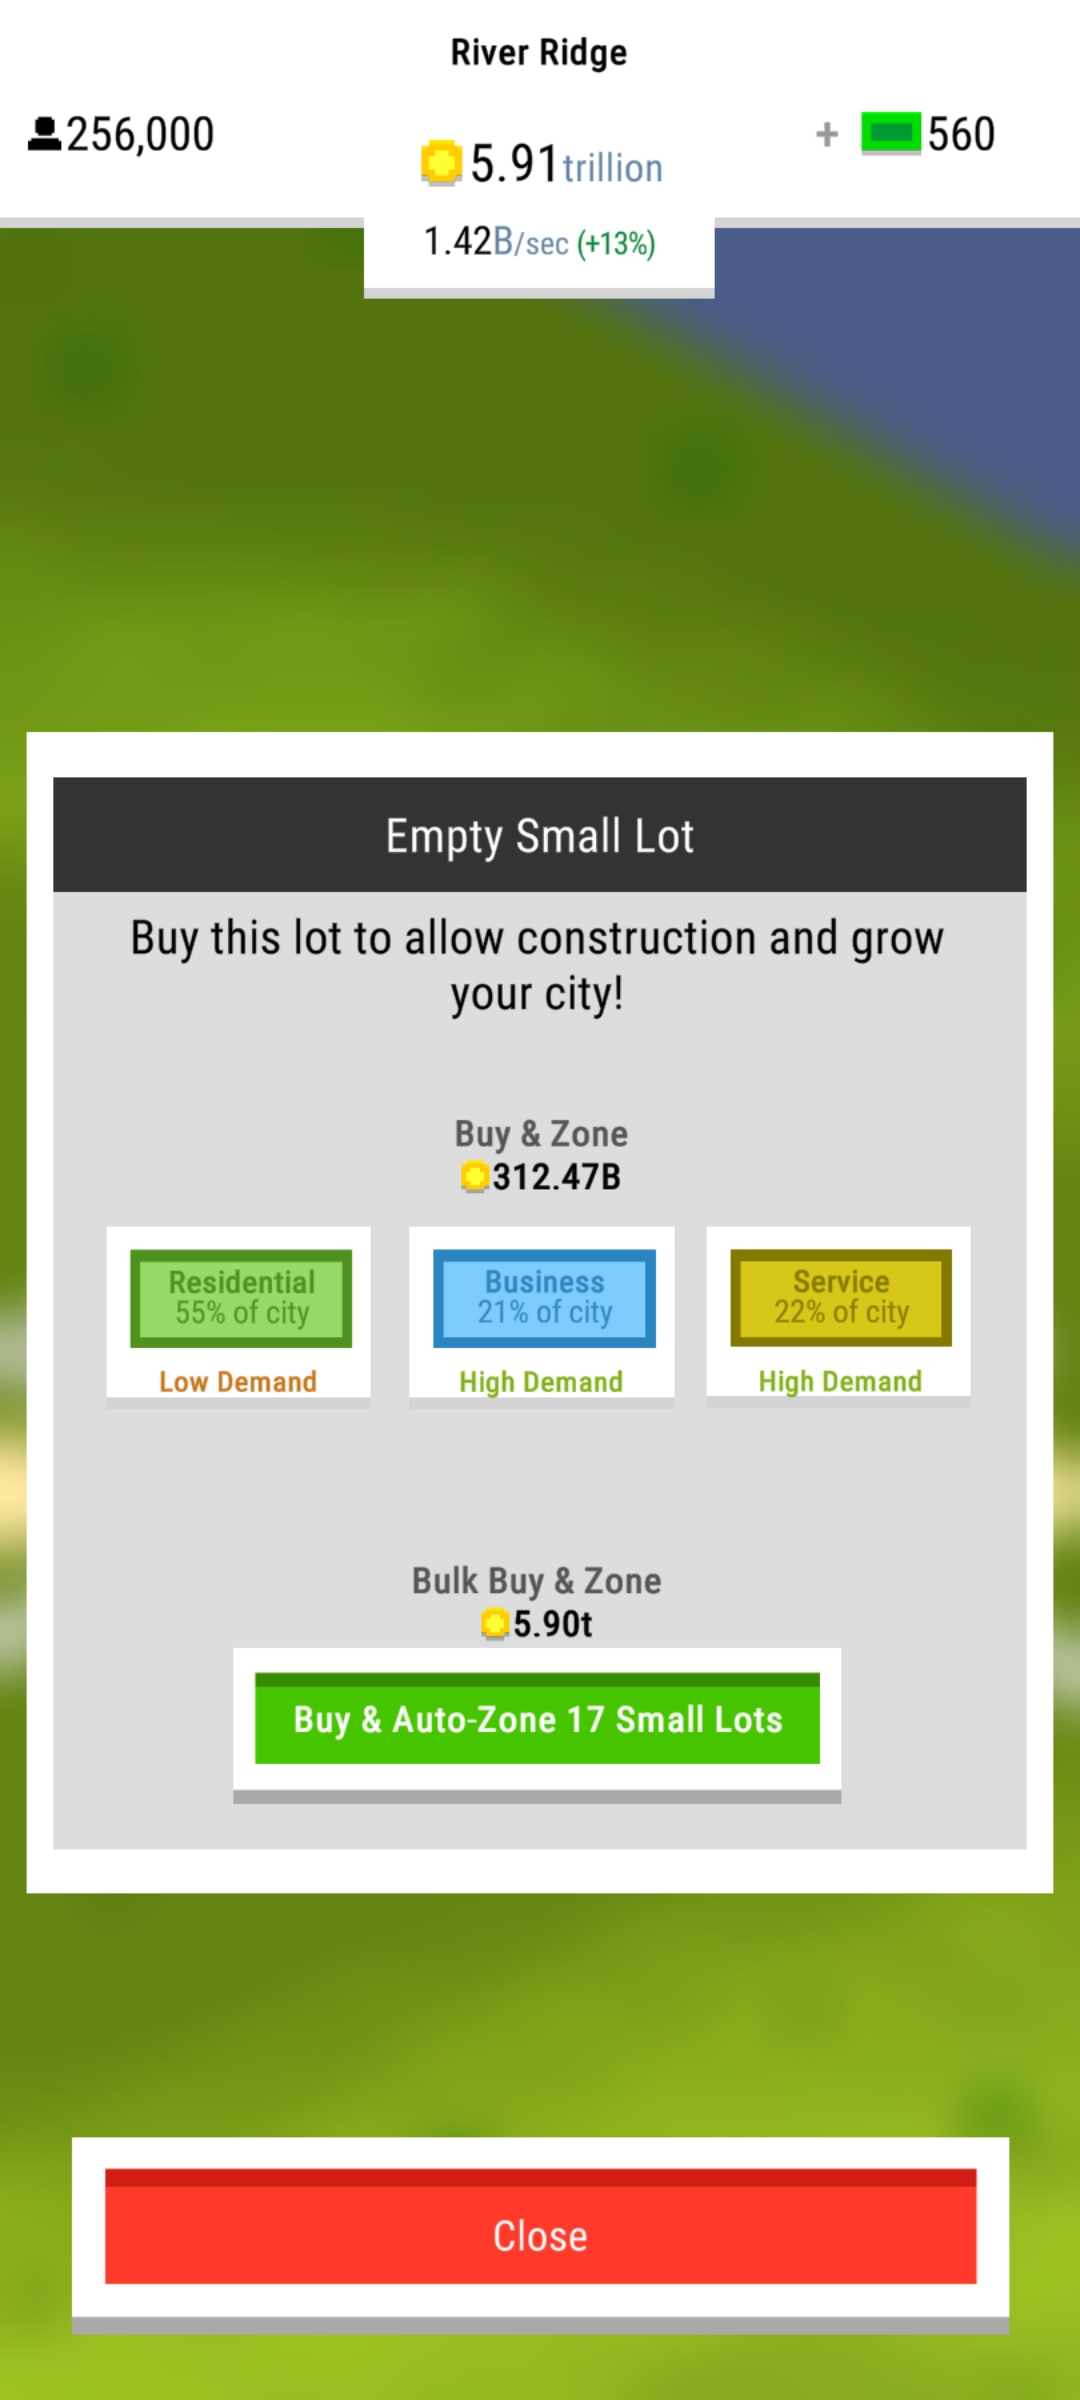 River Ridge
256,000
+ 560
5.91trillion
1.42B/sec (+13%)
Empty Small Lot
Buy this lot to allow construction and grow
your city!
Buy & Zone
312.47B
Residential
55% of city
Low Demand
Business
21% of city
High Demand
Service
22% of city
High Demand
Bulk Buy & Zone
5.90t
Buy & Auto-Zone 17 Small Lots
Close